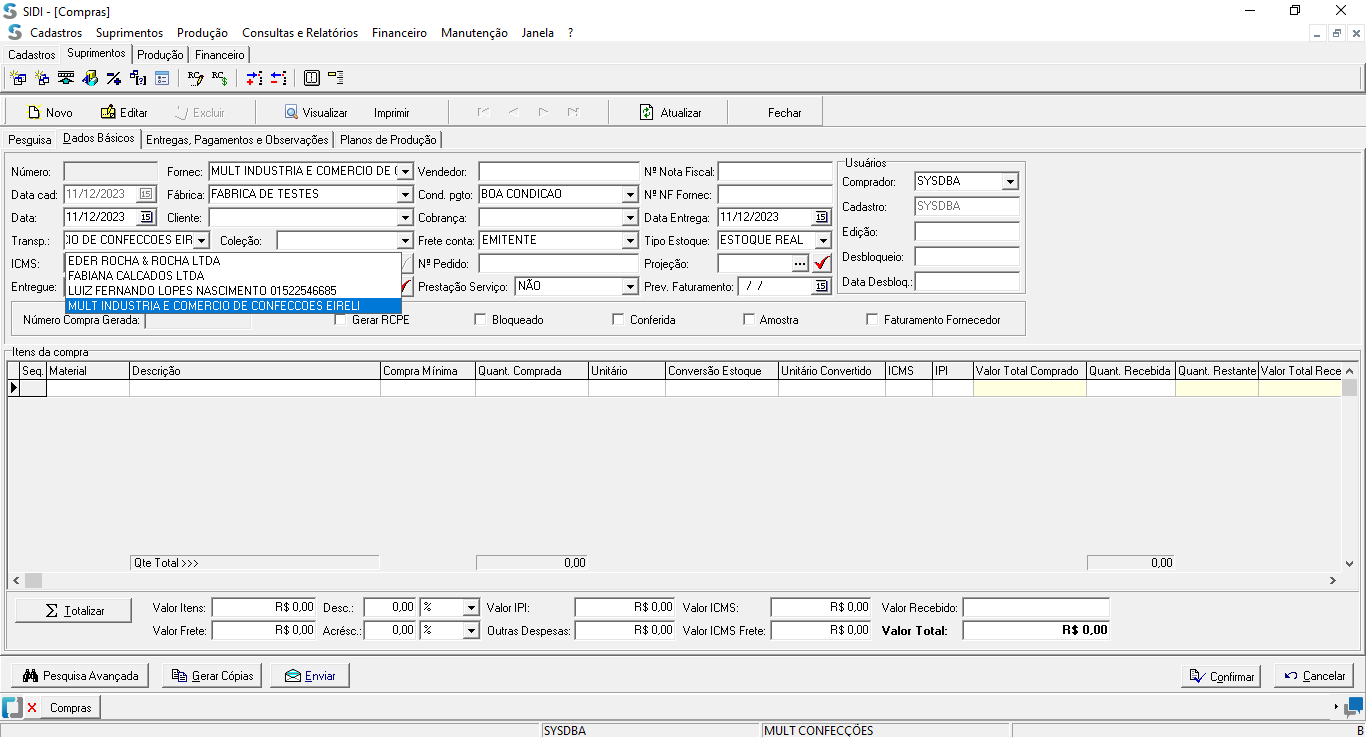 SIDI - [Compras]
Cadastros Suprimentos Produção Consultas e Relatórios Financeiro Manutenção Janela ?
Cadastros Suprimentos Produção Financeiro
Novo Editar Excluir Visualizar Imprimir Atualizar Fechar
Pesquisa Dados Básicos Entregas, Pagamentos e Observações Planos de Produção
Número: Fornec: MULT INDUSTRIA E COMERCIO DE ( Vendedor: Nº Nota Fiscal: Usuários
Comprador: SYSDBA
Data cad: 11/12/2023 15 Fábrica: FABRICA DE TESTES Cond. pgto: BOA CONDICAO Nº NF Fornec:
Cadastro: SYSDBA
Data: 11/12/2023 15 Cliente: Cobrança: Data Entrega: 11/12/2023 15
Edição:
Transp.: IO DE CONFECCOES EIR Coleção: Frete conta: EMITENTE Tipo Estoque: ESTOQUE REAL
Desbloqueio:
ICMS: EDER ROCHA & ROCHA LTDA Nº Pedido: Projeção: ...
FABIANA CALCADOS LTDA
Data Desbloq.:
Entregue: LUIZ FERNANDO LOPES NASCIMENTO 01522546685 Prestação Serviço: NÃO Prev. Faturamento: / / 15
MULT INDUSTRIA E COMERCIO DE CONFECCOES EIRELI
Número Compra Gerada: Gerar RCPE Bloqueado Conferida Amostra Faturamento Fornecedor
Itens da compra
Seq. Material Descrição Compra Mínima Quant. Comprada Unitário Conversão Estoque Unitário Convertido ICMS IPI Valor Total Comprado Quant. Recebida Quant. Restante Valor Total Rece
Qte Total >>> 0,00 0,00
Σ Totalizar Valor Itens: R$ 0,00 Desc.: 0,00 % Valor IPI: R$ 0,00 Valor ICMS: R$ 0,00 Valor Recebido:
Valor Frete: R$ 0,00 Acrésc.: 0,00 % Outras Despesas: R$ 0,00 Valor ICMS Frete: R$ 0,00 Valor Total: R$ 0,00
Pesquisa Avançada Gerar Cópias Enviar Confirmar Cancelar
Compras
SYSDBA MULT CONFECÇÕES B